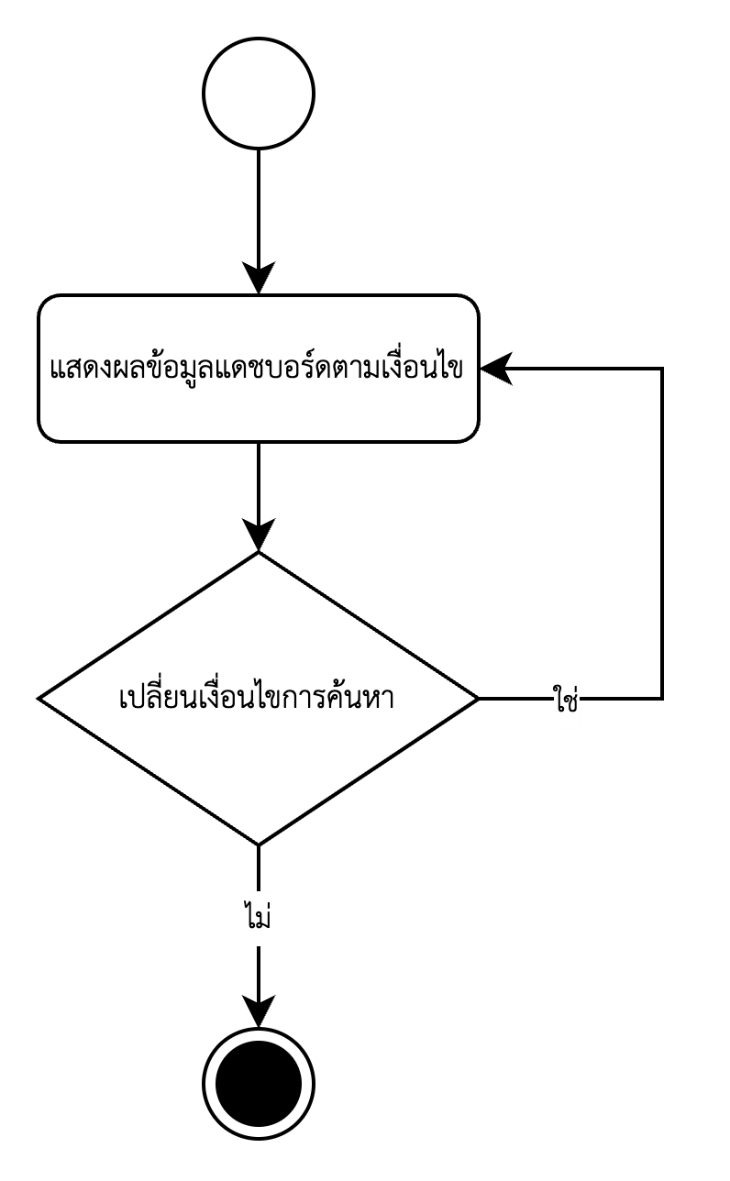 แสดงผลข้อมูลแดชบอร์ดตามเงื่อนไข
เปลี่ยนเงื่อนไขการค้นหา
ใช่
ไม่